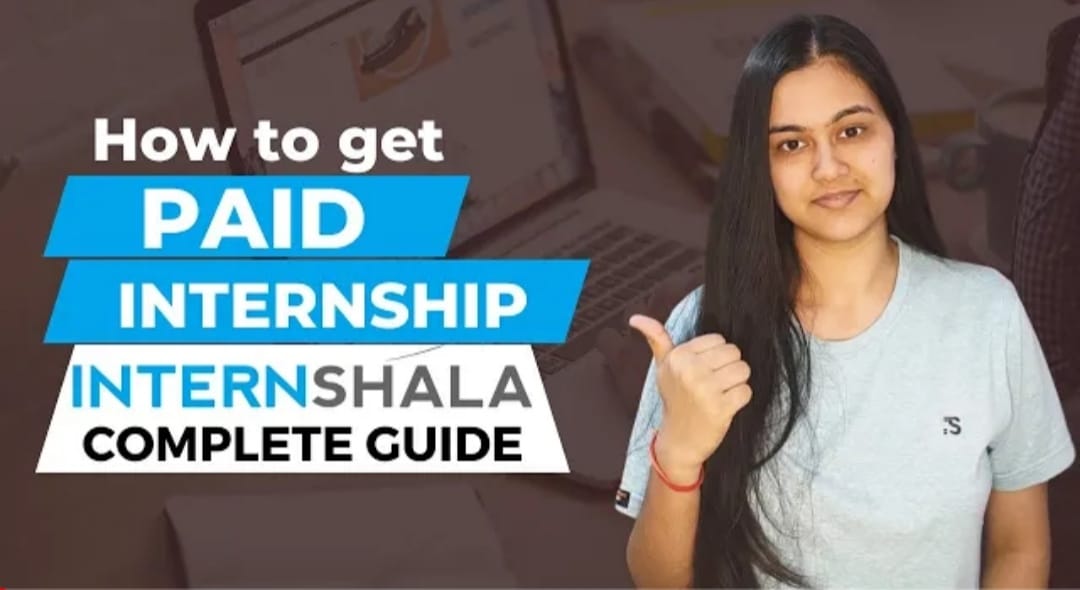 How to get
PAID
INTERNSHIP
INTERNSHALA
COMPLETE GUIDE